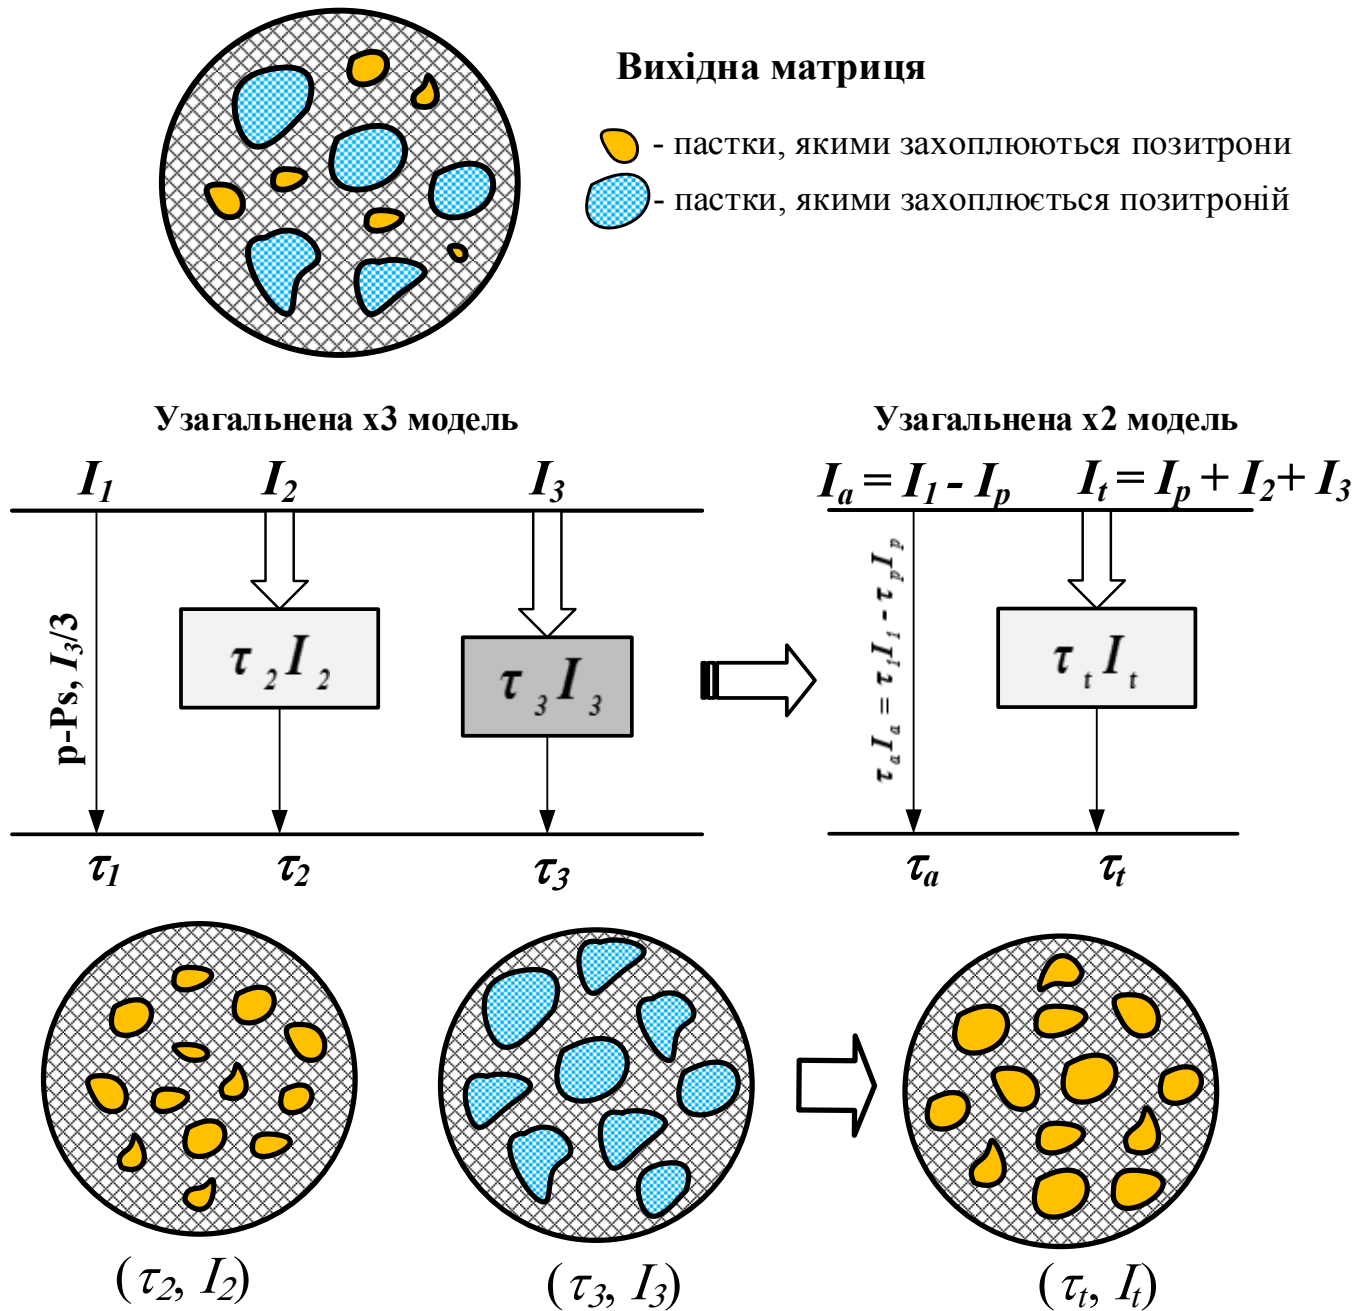 Вихідна матриця
- пастки, якими захоплюються позитрони
- пастки, якими захоплюється позитроній
Узагальнена x3 модель
I₁ I₂ I₃
p-Ps, I₃/3
τ₂I₂
τ₃I₃
τ₁ τ₂ τ₃
Узагальнена x2 модель
Iₐ = I₁ - Iₚ Iₜ = Iₚ + I₂ + I₃
τₐIₐ = τ₁I₁ - τₚIₚ
τₜIₜ
τₐ τₜ
(τ₂, I₂) (τ₃, I₃) (τₜ, Iₜ)